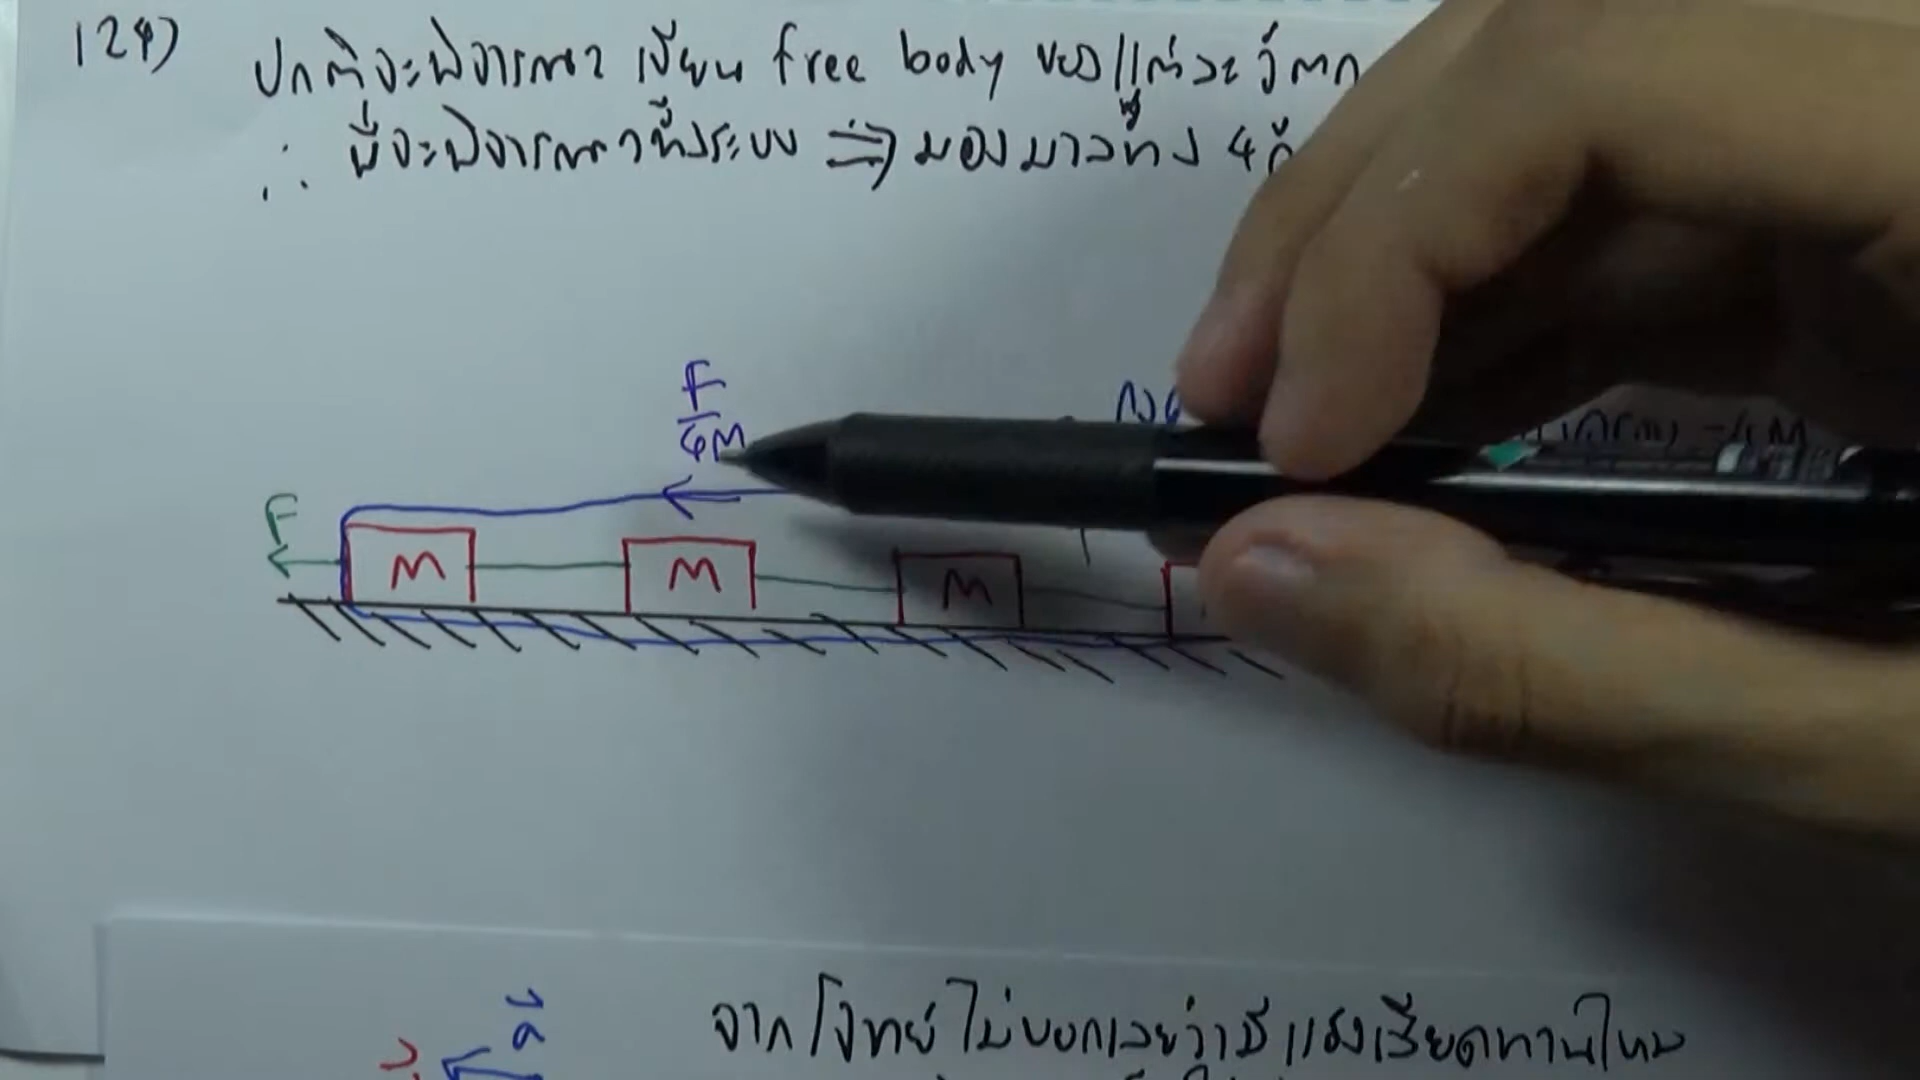 124)
ปกติจะพิจารณา เขียน free body ของแต่ละวัตถุ
∴ พี่จะพิจารณาทั้งระบบ ⇒ มองมวลทั้ง 4
F
4M
F
M M M
a
จากโจทย์ไม่บอกเลยว่ามีแรงเสียดทานไหม